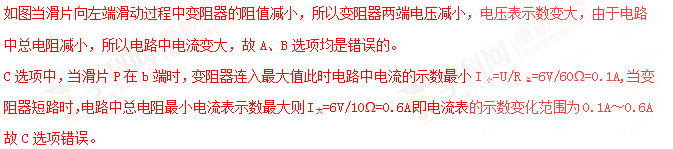 如图当滑片向左端滑动过程中变阻器的阻值减小，所以变阻器两端电压减小，电压表示数变大，由于电路
中总电阻减小，所以电路中电流变大，故 A、B 选项均是错误的。
C 选项中，当滑片 P 在 b 端时，变阻器连入最大值此时电路中电流的示数最小 I小=U/R总=6V/60Ω=0.1A,当变
阻器短路时，电路中总电阻最小电流表示数最大则 I大=6V/10Ω=0.6A 即电流表的示数变化范围为 0.1A～0.6A
故 C 选项错误。